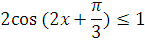 2cos (2x + π/3) ≤ 1